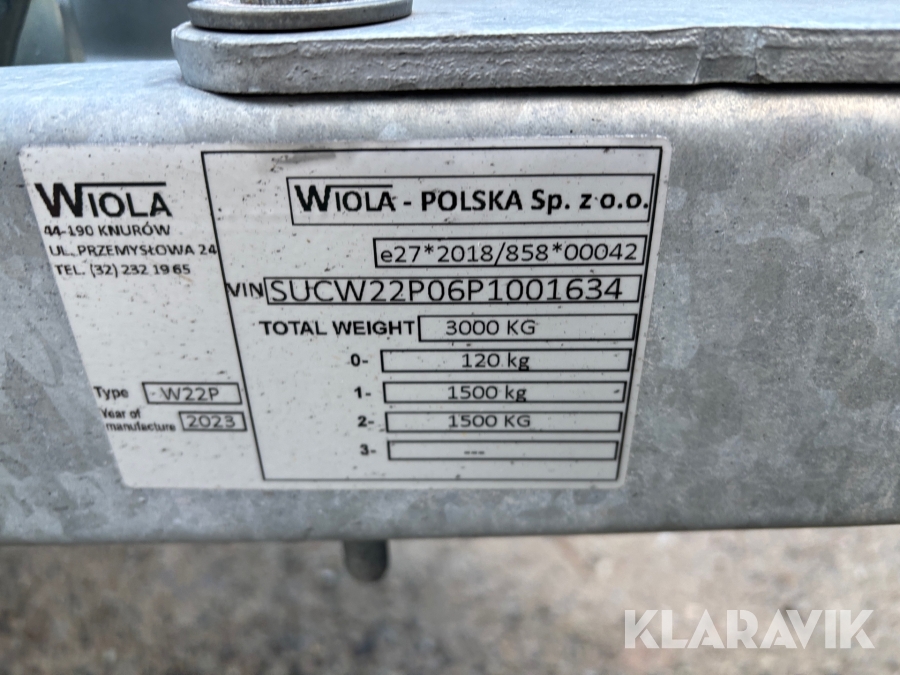 WIOLA
44-190 KNURÓW
UL. PRZEMYSŁOWA 24
TEL. (32) 232 19 65
Type W22P
Year of manufacture 2023
WIOLA - POLSKA Sp. z o.o.
e27*2018/858*00042
VIN SUCW22P06P1001634
TOTAL WEIGHT 3000 KG
0- 120 kg
1- 1500 kg
2- 1500 KG
3- ---
KLARAVIK